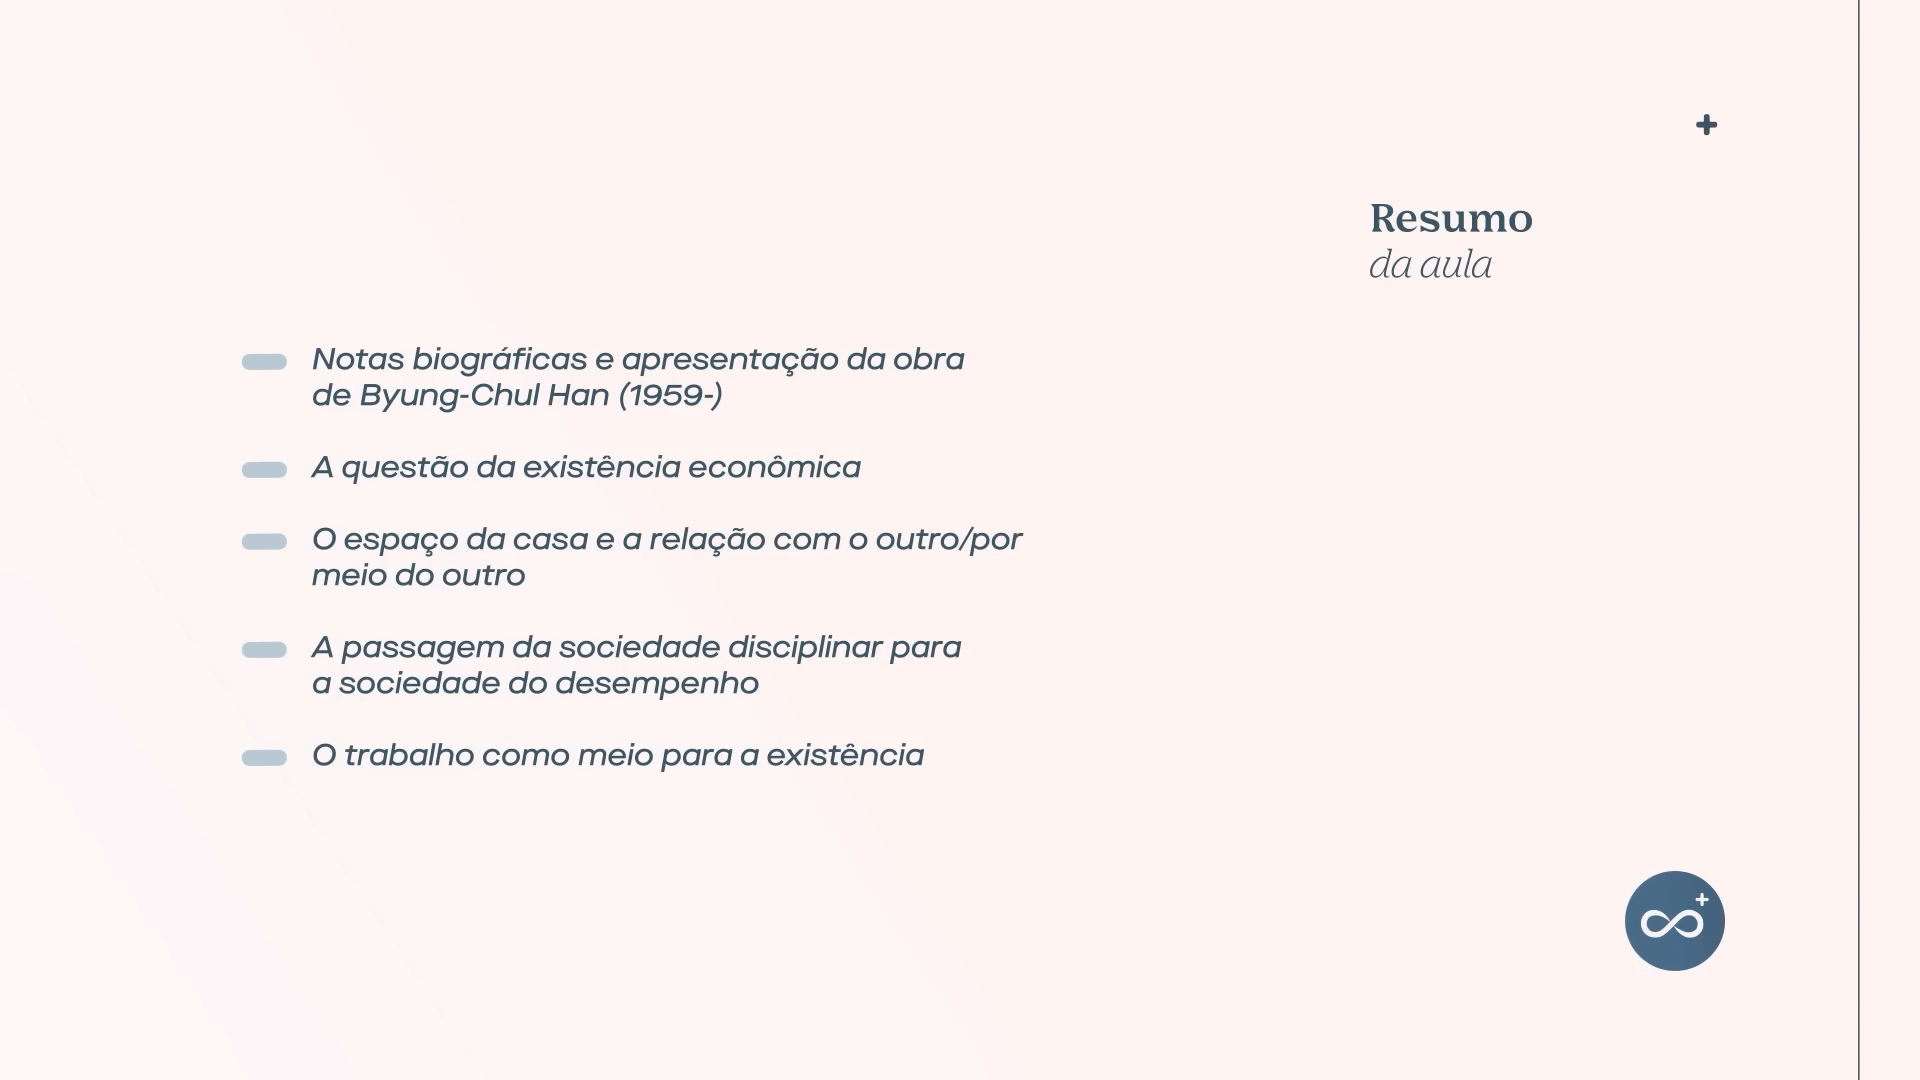 Resumo
da aula
Notas biográficas e apresentação da obra
de Byung-Chul Han (1959-)
A questão da existência econômica
O espaço da casa e a relação com o outro/por
meio do outro
A passagem da sociedade disciplinar para
a sociedade do desempenho
O trabalho como meio para a existência